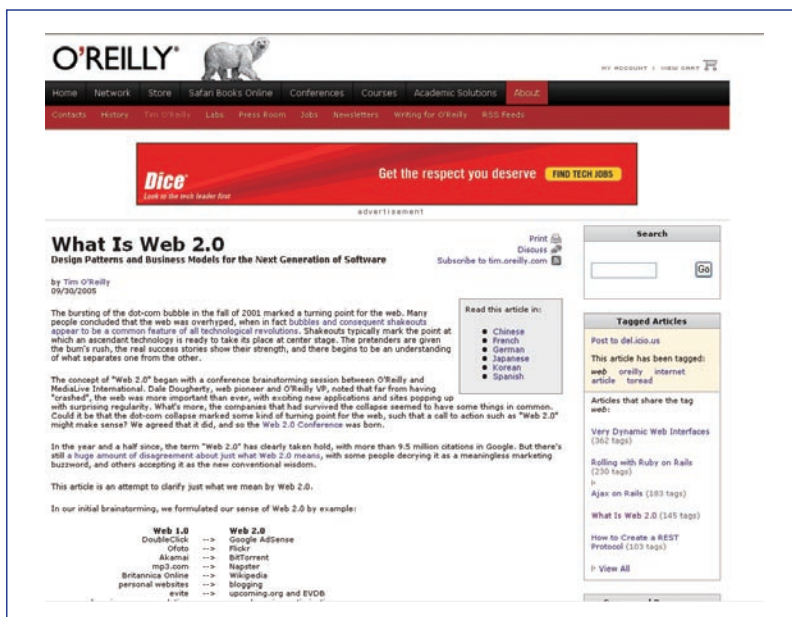 O'REILLY®
MY ACCOUNT | VIEW CART
Home Network Store Safari Books Online Conferences Courses Academic Solutions About
Contacts History Tim O'Reilly Labs Press Room Jobs Newsletters Writing for O'Reilly RSS Feeds
Dice®
Look to the tech leader first
Get the respect you deserve
FIND TECH JOBS
advertisement
What Is Web 2.0
Design Patterns and Business Models for the Next Generation of Software
Print
Discuss
Subscribe to tim.oreilly.com
by Tim O'Reilly
09/30/2005
The bursting of the dot-com bubble in the fall of 2001 marked a turning point for the web. Many
people concluded that the web was overhyped, when in fact bubbles and consequent shakeouts
appear to be a common feature of all technological revolutions. Shakeouts typically mark the point at
which an ascendant technology is ready to take its place at center stage. The pretenders are given
the bum's rush, the real success stories show their strength, and there begins to be an understanding
of what separates one from the other.
Read this article in:
Chinese
French
German
Japanese
Korean
Spanish
The concept of "Web 2.0" began with a conference brainstorming session between O'Reilly and
MediaLive International. Dale Dougherty, web pioneer and O'Reilly VP, noted that far from having
"crashed", the web was more important than ever, with exciting new applications and sites popping up
with surprising regularity. What's more, the companies that had survived the collapse seemed to have some things in common.
Could it be that the dot-com collapse marked some kind of turning point for the web, such that a call to action such as "Web 2.0"
might make sense? We agreed that it did, and so the Web 2.0 Conference was born.
In the year and a half since, the term "Web 2.0" has clearly taken hold, with more than 9.5 million citations in Google. But there's
still a huge amount of disagreement about just what Web 2.0 means, with some people decrying it as a meaningless marketing
buzzword, and others accepting it as the new conventional wisdom.
This article is an attempt to clarify just what we mean by Web 2.0.
In our initial brainstorming, we formulated our sense of Web 2.0 by example:
Web 1.0 Web 2.0
DoubleClick --> Google AdSense
Ofoto --> Flickr
Akamai --> BitTorrent
mp3.com --> Napster
Britannica Online --> Wikipedia
personal websites --> blogging
evite --> upcoming.org and EVDB
Search
Go
Tagged Articles
Post to del.icio.us
This article has been tagged:
web oreilly internet
article toread
Articles that share the tag
web:
Very Dynamic Web Interfaces
(362 tags)
Rolling with Ruby on Rails
(230 tags)
Ajax on Rails (183 tags)
What Is Web 2.0 (145 tags)
How to Create a REST
Protocol (103 tags)
View All